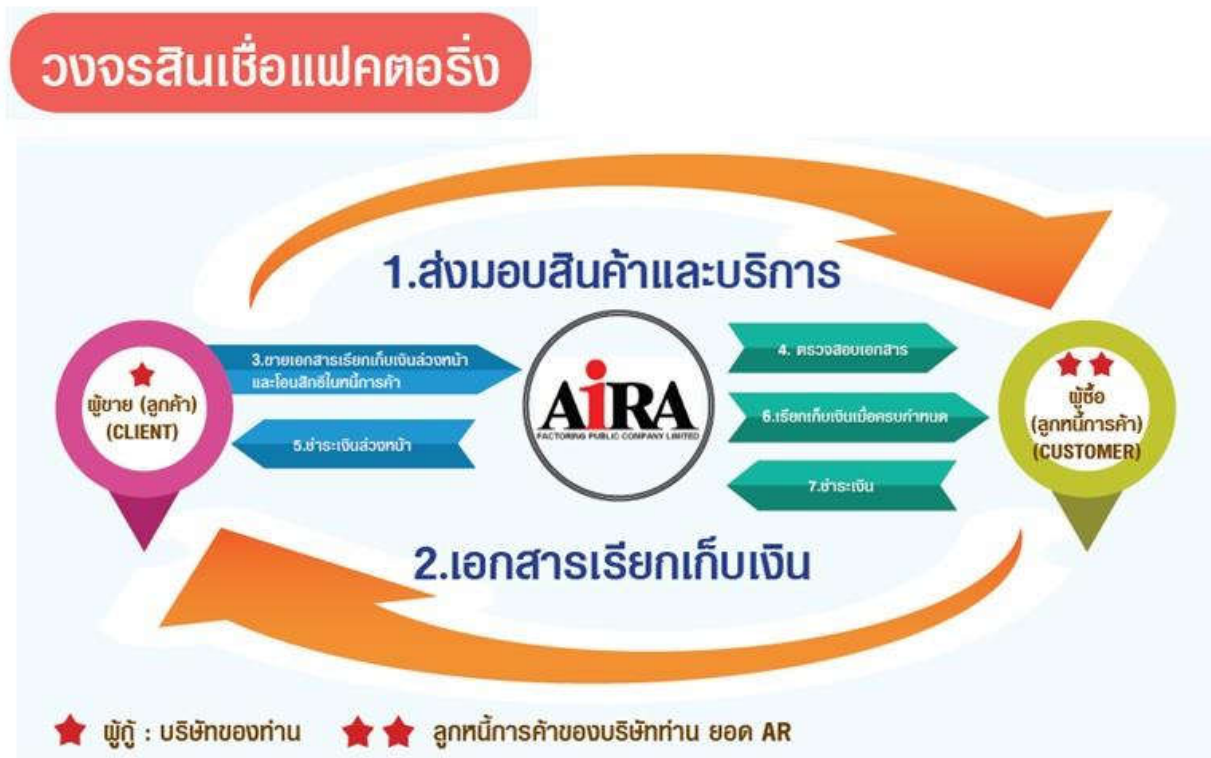 วงจรสินเชื่อแฟคตอริ่ง
1.ส่งมอบสินค้าและบริการ
ผู้ขาย (ลูกค้า)
(CLIENT)
3.ขายเอกสารเรียกเก็บเงินล่วงหน้า
และโอนสิทธิในหนี้การค้า
5.ชำระเงินล่วงหน้า
AiRA
FACTORING PUBLIC COMPANY LIMITED
4. ตรวจสอบเอกสาร
6.เรียกเก็บเงินเมื่อครบกำหนด
7.ชำระเงิน
ผู้ซื้อ
(ลูกหนี้การค้า)
(CUSTOMER)
2.เอกสารเรียกเก็บเงิน
ผู้กู้ : บริษัทของท่าน
ลูกหนี้การค้าของบริษัทท่าน ยอด AR